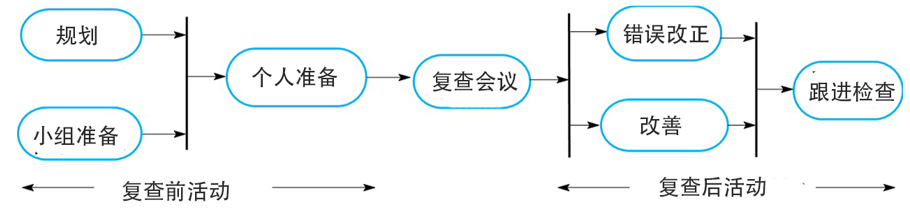 规划
小组准备
个人准备
复查会议
错误改正
改善
跟进检查
复查前活动
复查后活动